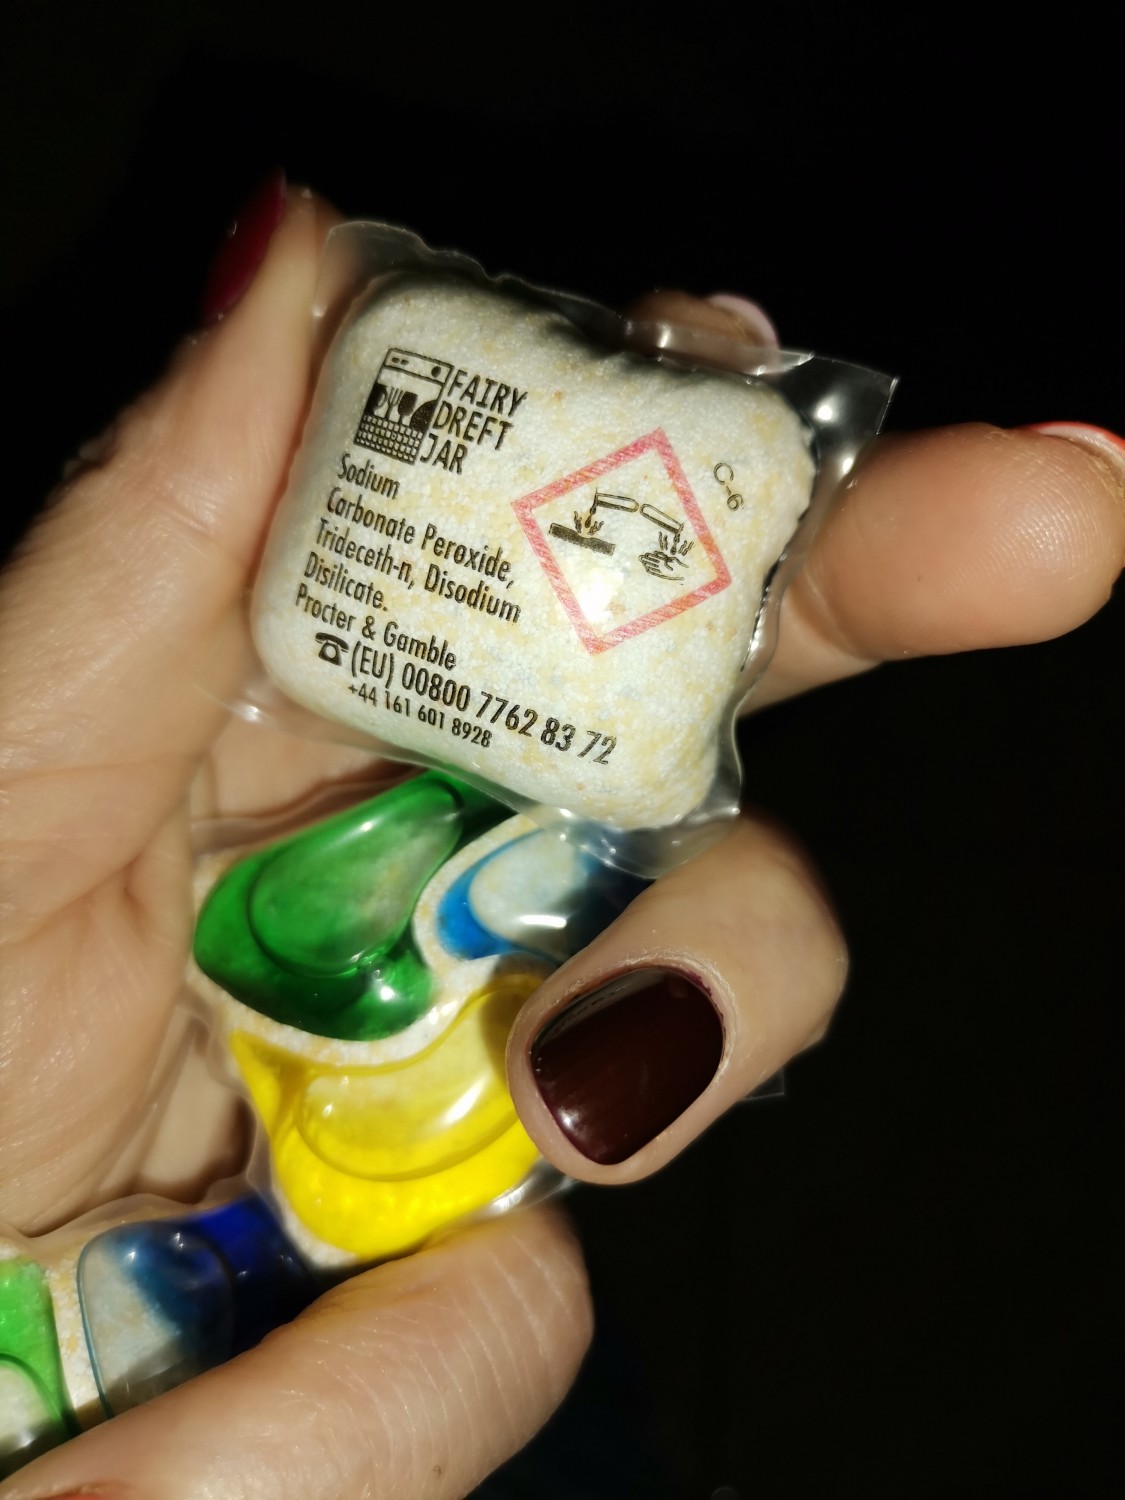 FAIRY
DREFT
JAR
Sodium
Carbonate Peroxide,
Trideceth-n, Disodium
Disilicate.
Procter & Gamble
(EU) 00800 7762 83 72
+44 161 601 8928
C-6